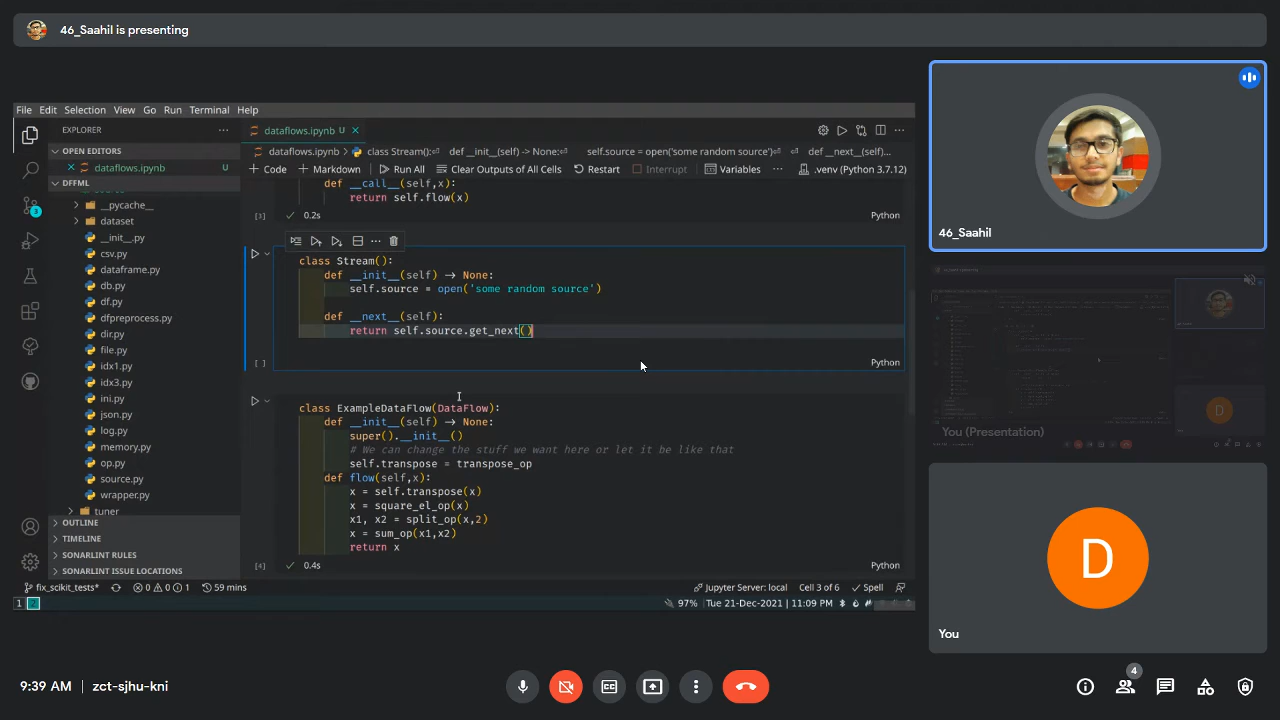 46_Saahil is presenting
File Edit Selection View Go Run Terminal Help
EXPLORER
OPEN EDITORS
dataflows.ipynb U
DFFML
__pycache__
dataset
__init__.py
csv.py
dataframe.py
db.py
df.py
dfpreprocess.py
dir.py
file.py
idx1.py
idx3.py
ini.py
json.py
log.py
memory.py
op.py
source.py
wrapper.py
tuner
OUTLINE
TIMELINE
SONARLINT RULES
SONARLINT ISSUE LOCATIONS
3
dataflows.ipynb U
dataflows.ipynb > class Stream(): def __init__(self) -> None: self.source = open('some random source') def __next__(self)...
+ Code + Markdown Run All Clear Outputs of All Cells Restart Interrupt Variables ... .venv (Python 3.7.12)
def __call__(self,x):
return self.flow(x)
[3] 0.2s Python
class Stream():
def __init__(self) → None:
self.source = open('some random source')
def __next__(self):
return self.source.get_next()
[ ] Python
class ExampleDataFlow(DataFlow):
def __init__(self) → None:
super().__init__()
# We can change the stuff we want here or let it be like that
self.transpose = transpose_op
def flow(self,x):
x = self.transpose(x)
x = square_el_op(x)
x1, x2 = split_op(x,2)
x = sum_op(x1,x2)
return x
[4] 0.4s Python
fix_scikit_tests* 0 0 1 59 mins Jupyter Server: local Cell 3 of 6 Spell
1 2 97% Tue 21-Dec-2021 11:09 PM
46_Saahil
You (Presentation)
D
D
You
9:39 AM | zct-sjhu-kni
4